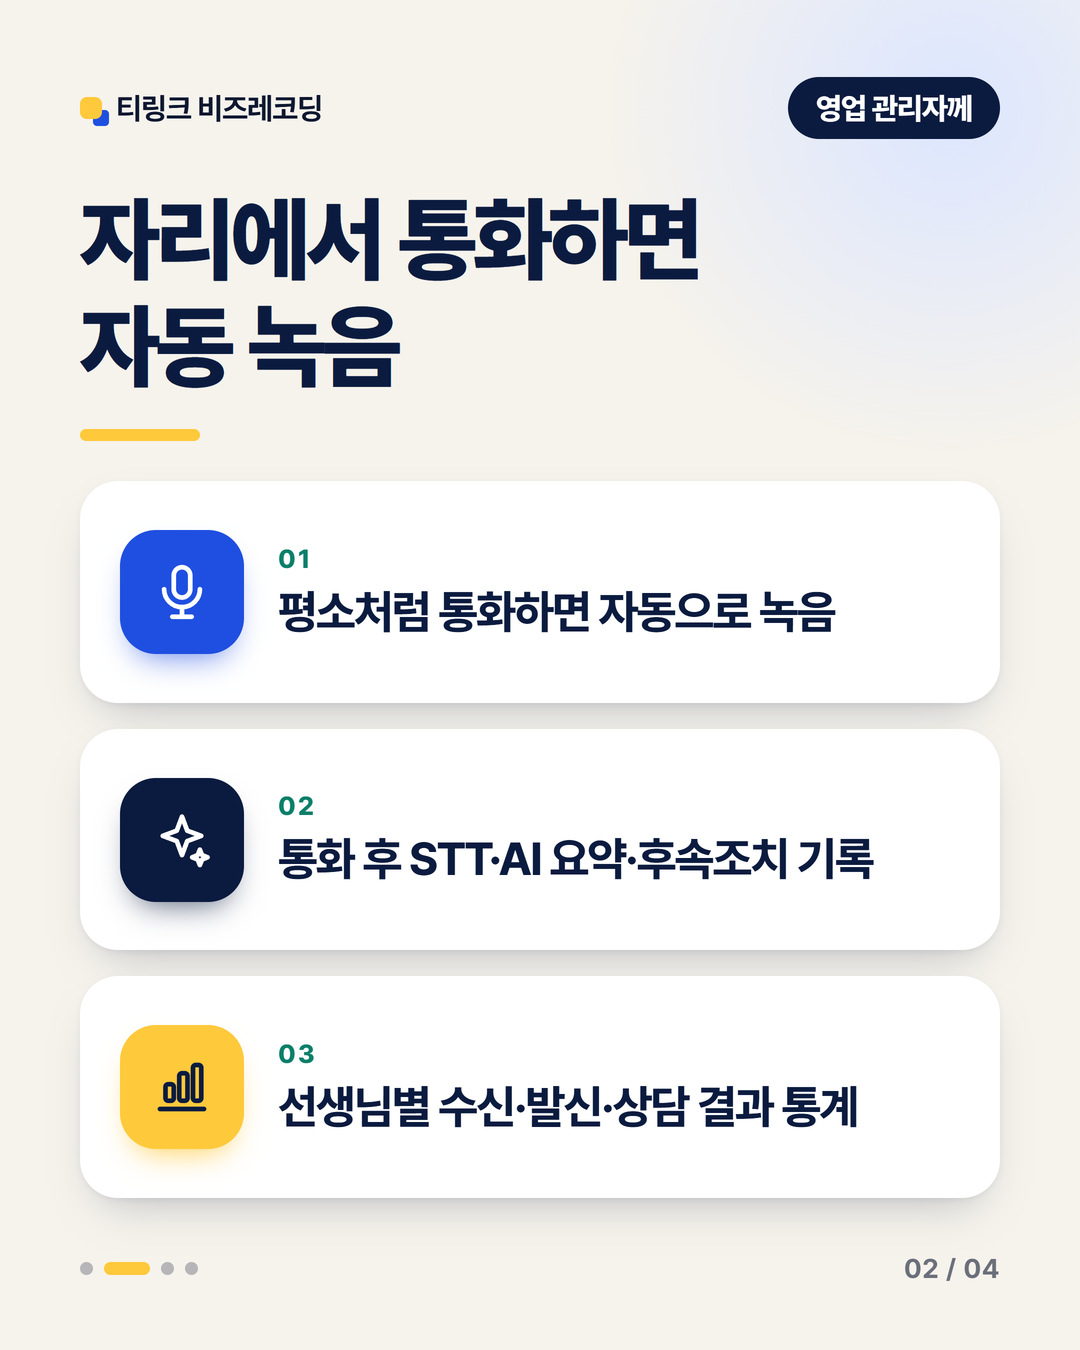 티링크 비즈레코딩
영업 관리자께
자리에서 통화하면
자동 녹음
01
평소처럼 통화하면 자동으로 녹음
02
통화 후 STT·AI 요약·후속조치 기록
03
선생님별 수신·발신·상담 결과 통계
02 / 04